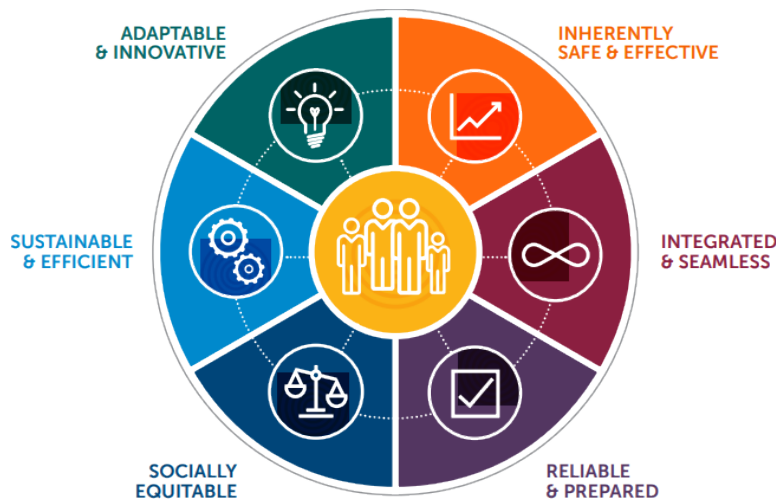 ADAPTABLE
& INNOVATIVE
INHERENTLY
SAFE & EFFECTIVE
SUSTAINABLE
& EFFICIENT
INTEGRATED
& SEAMLESS
SOCIALLY
EQUITABLE
RELIABLE
& PREPARED